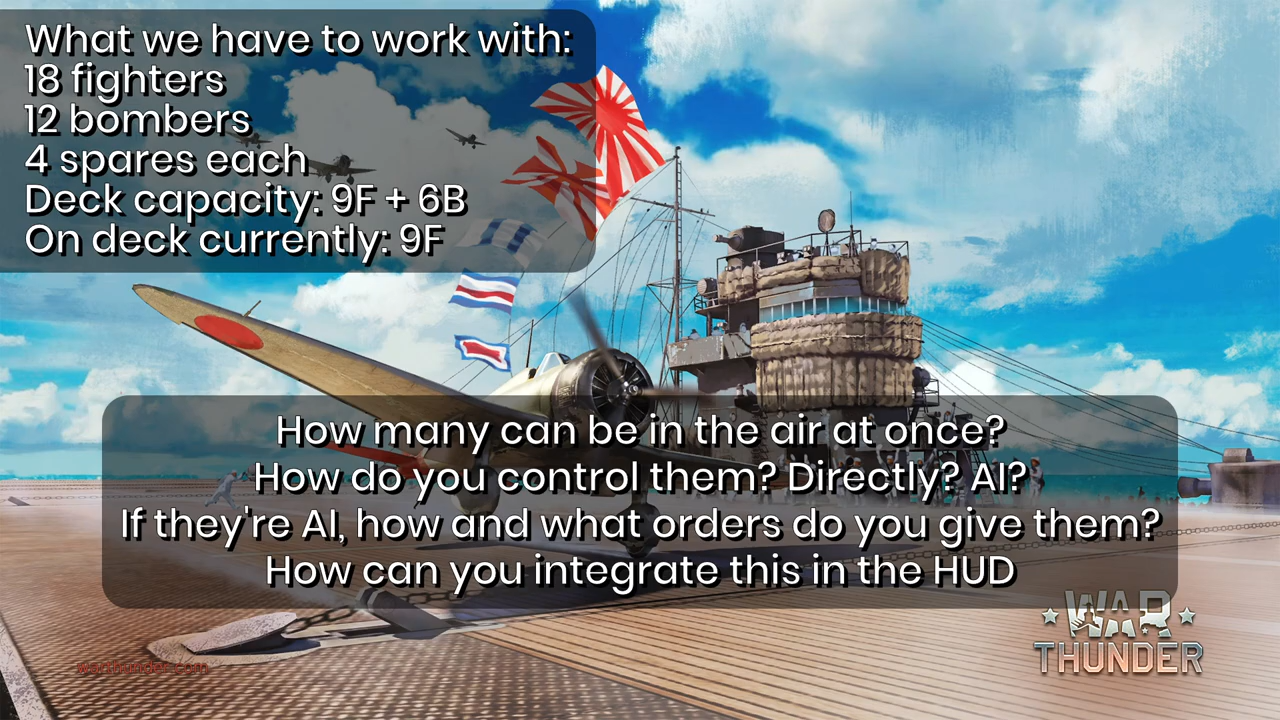 What we have to work with:
18 fighters
12 bombers
4 spares each
Deck capacity: 9F + 6B
On deck currently: 9F
How many can be in the air at once?
How do you control them? Directly? AI?
If they're AI, how and what orders do you give them?
How can you integrate this in the HUD
WAR
THUNDER
warthunder.com